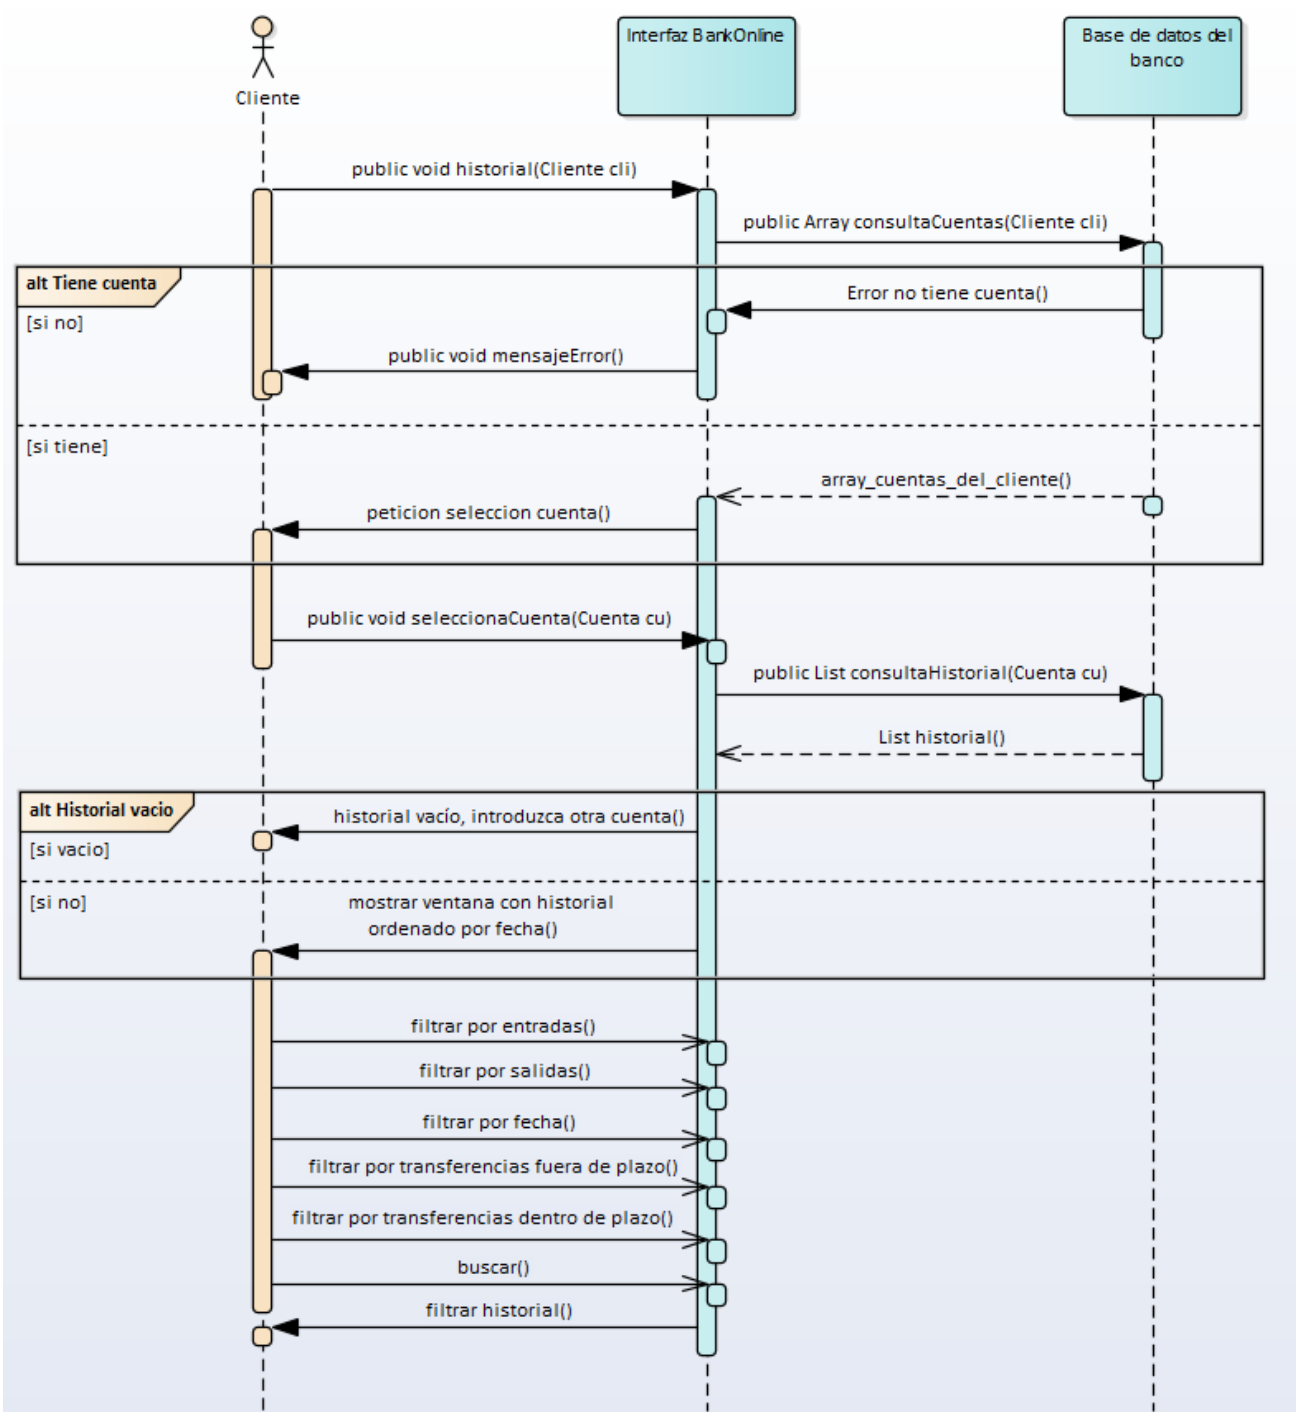 Cliente
Interfaz BankOnline
Base de datos del
banco
public void historial(Cliente cli)
public Array consultaCuentas(Cliente cli)
alt Tiene cuenta
[si no]
Error no tiene cuenta()
public void mensajeError()
[si tiene]
array_cuentas_del_cliente()
peticion seleccion cuenta()
public void seleccionaCuenta(Cuenta cu)
public List consultaHistorial(Cuenta cu)
List historial()
alt Historial vacio
historial vacío, introduzca otra cuenta()
[si vacio]
[si no]
mostrar ventana con historial
ordenado por fecha()
filtrar por entradas()
filtrar por salidas()
filtrar por fecha()
filtrar por transferencias fuera de plazo()
filtrar por transferencias dentro de plazo()
buscar()
filtrar historial()